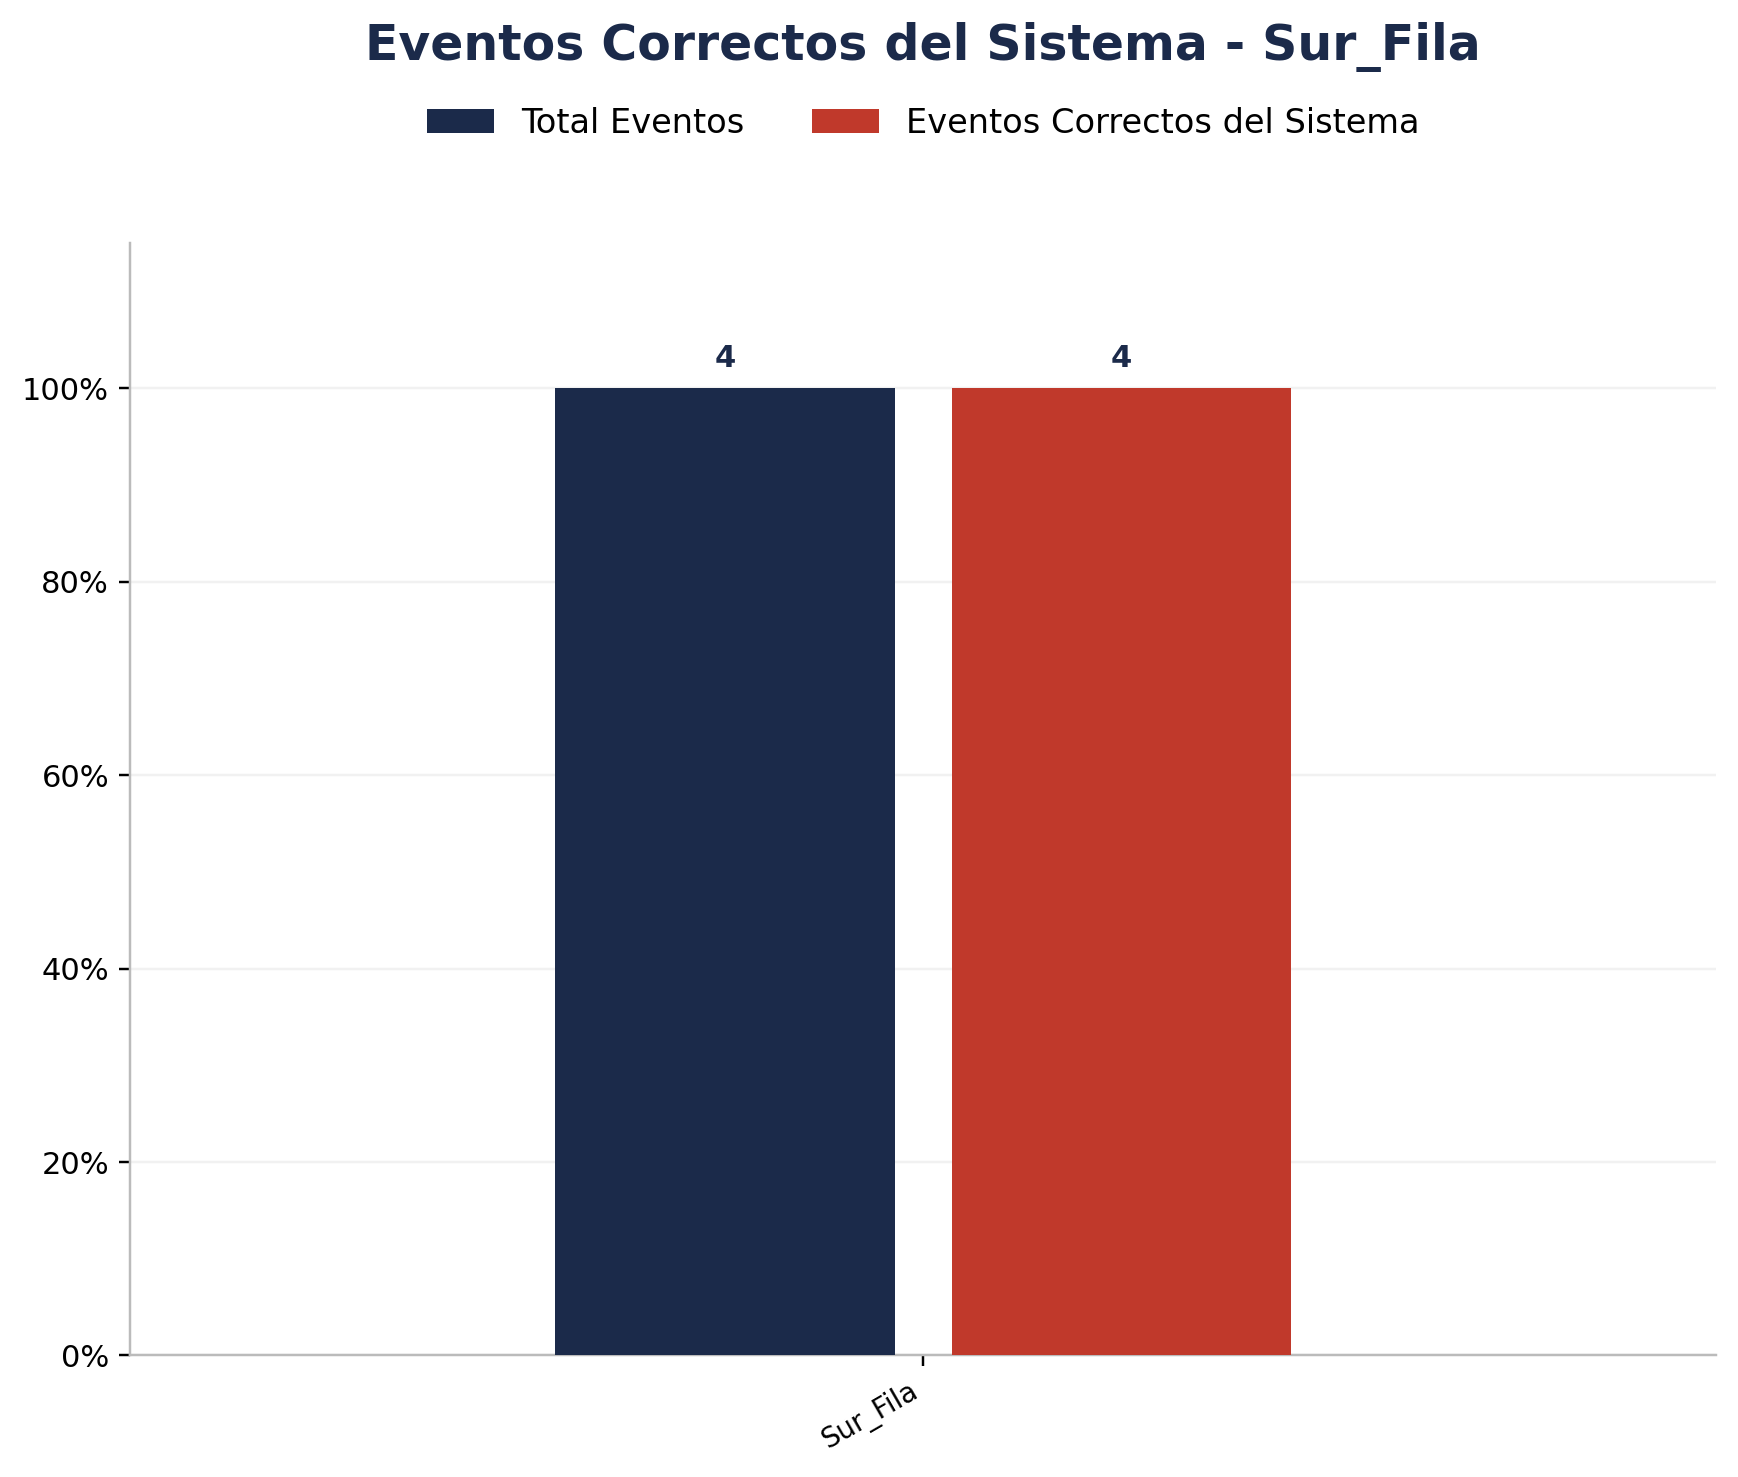 Eventos Correctos del Sistema - Sur_Fila
Total Eventos
Eventos Correctos del Sistema
4
4
100%
80%
60%
40%
20%
0%
Sur_Fila